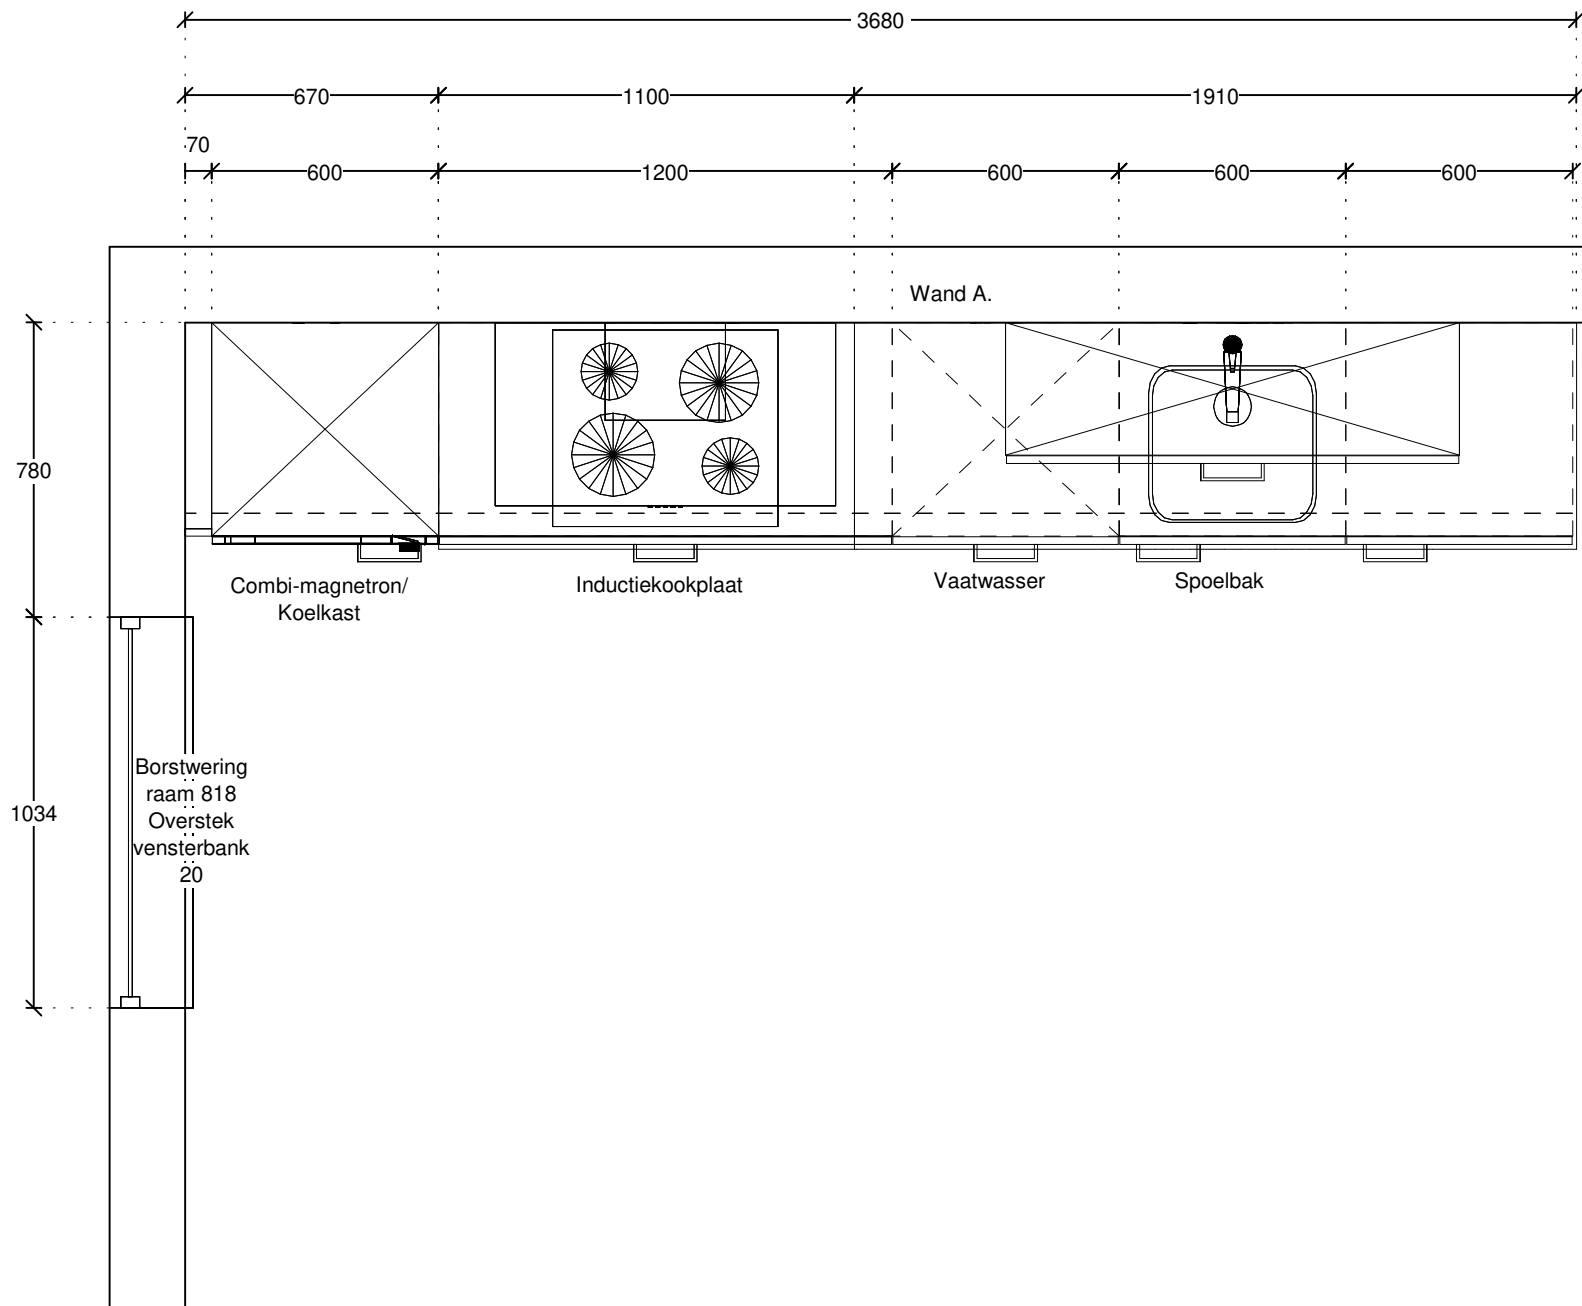 3680
670
1100
1910
70
600
1200
600
600
600
Wand A.
780
Combi-magnetron/
Koelkast
Inductiekookplaat
Vaatwasser
Spoelbak
1034
Borstwering
raam 818
Overstek
vensterbank
20